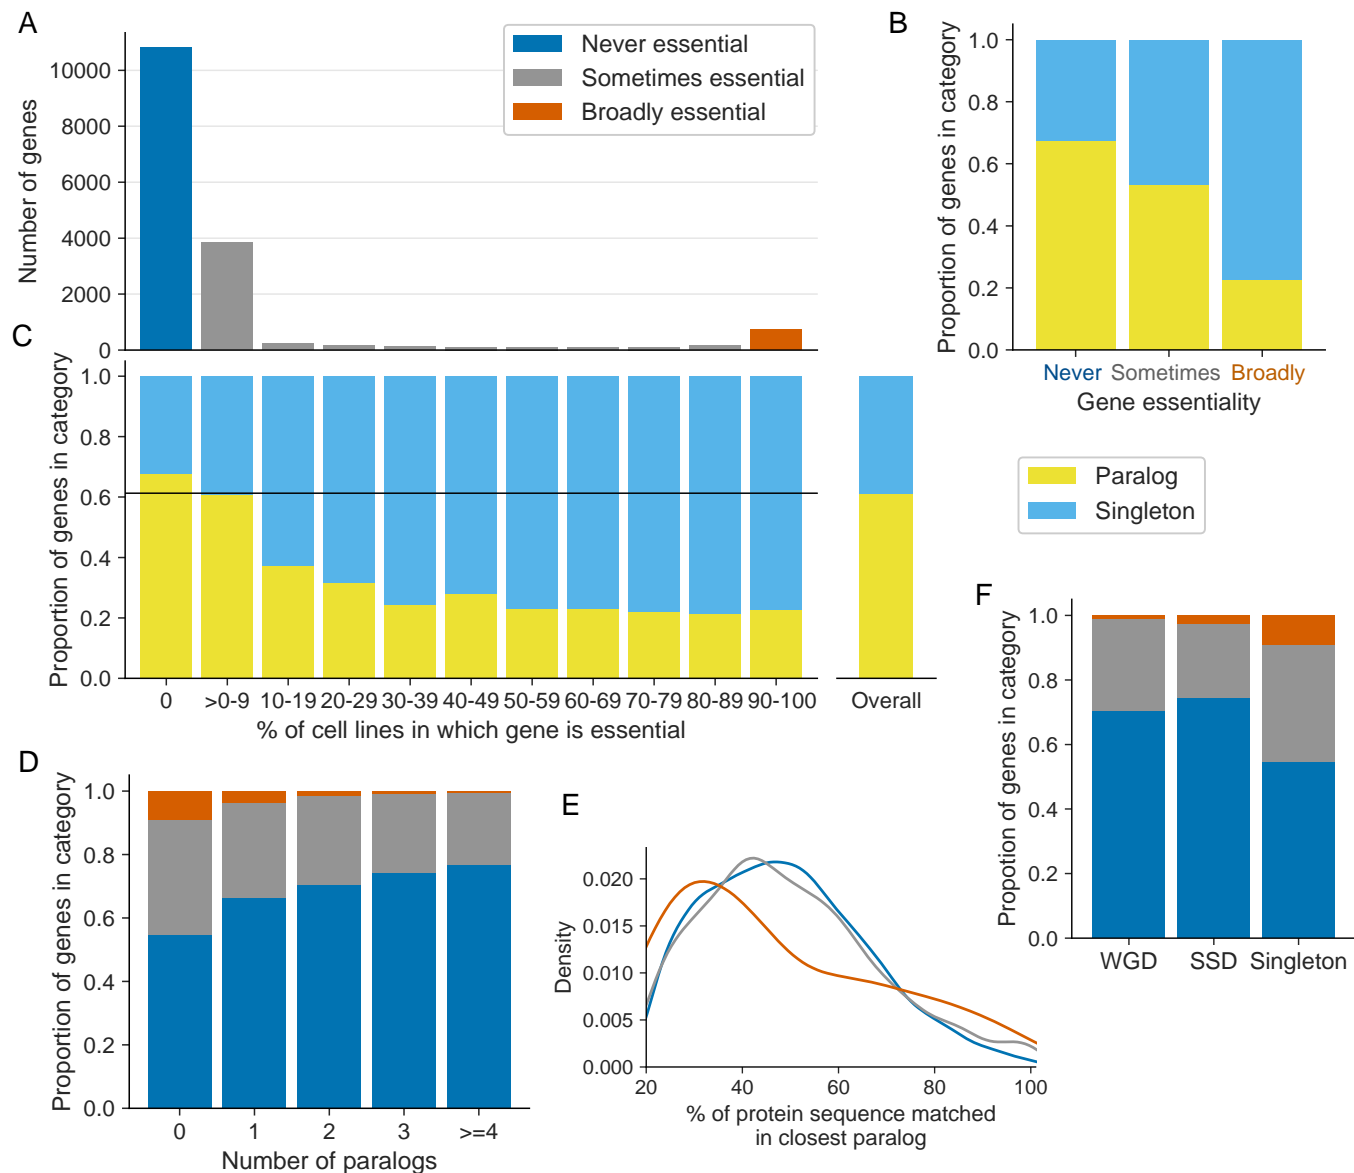 A
Number of genes
10000
8000
6000
4000
2000
0
Never essential
Sometimes essential
Broadly essential
B
Proportion of genes in category
1.0
0.8
0.6
0.4
0.2
0.0
Never Sometimes Broadly
Gene essentiality
Paralog
Singleton
C
Proportion of genes in category
1.0
0.8
0.6
0.4
0.2
0.0
0 >0-9 10-19 20-29 30-39 40-49 50-59 60-69 70-79 80-89 90-100 Overall
% of cell lines in which gene is essential
D
Proportion of genes in category
1.0
0.8
0.6
0.4
0.2
0.0
0 1 2 3 >=4
Number of paralogs
E
Density
0.020
0.015
0.010
0.005
0.000
20 40 60 80 100
% of protein sequence matched
in closest paralog
F
Propotion of genes in category
1.0
0.8
0.6
0.4
0.2
0.0
WGD SSD Singleton